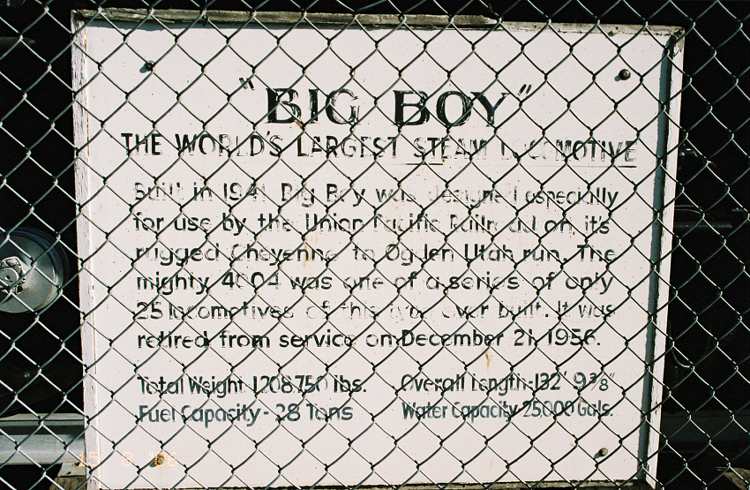 "BIG BOY"
THE WORLD'S LARGEST STEAM LOCOMOTIVE
Built in 1941 Big Boy was designed especially
for use by the Union Pacific Railroad on it's
rugged Cheyenne to Ogden Utah run. The
mighty 4004 was one of a series of only
25 locomotives of this type ever built. It was
retired from service on December 21, 1956.
Total Weight 1,208,750 lbs. Overall Length - 132' 9 3/8"
Fuel Capacity - 28 Tons Water Capacity 25000 Gals.